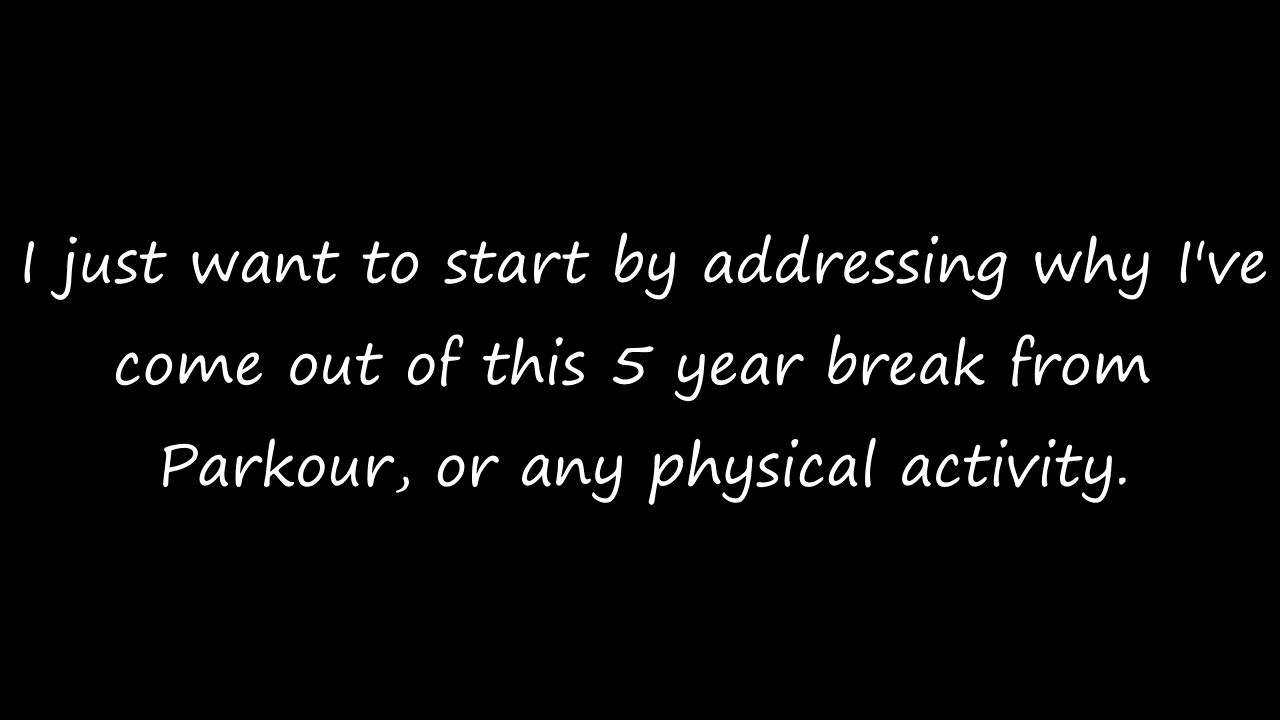 I just want to start by addressing why I've
come out of this 5 year break from
Parkour, or any physical activity.